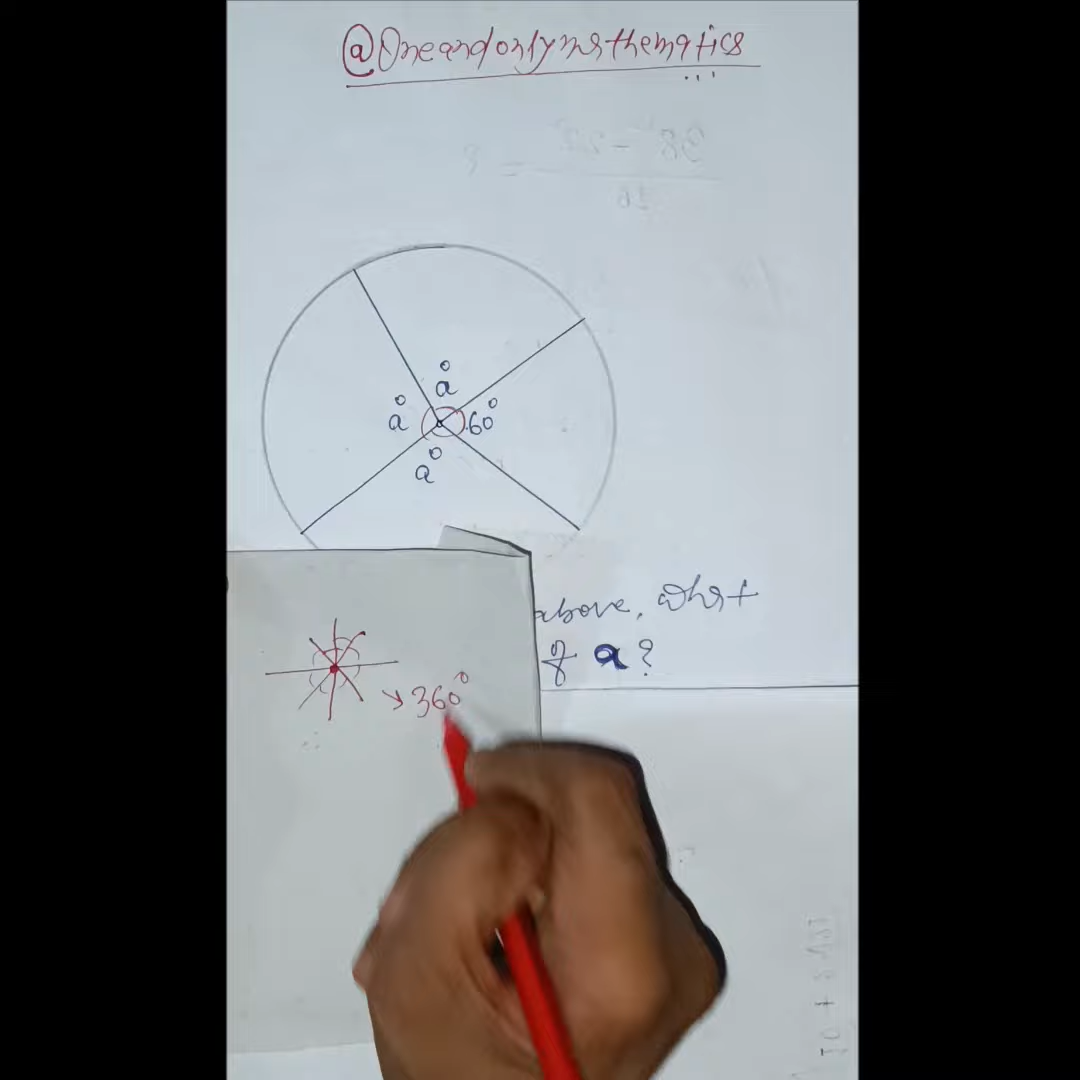 @Oneandonlymathematics
a°
a° 60°
a°
above, what
of a?
→ 360°